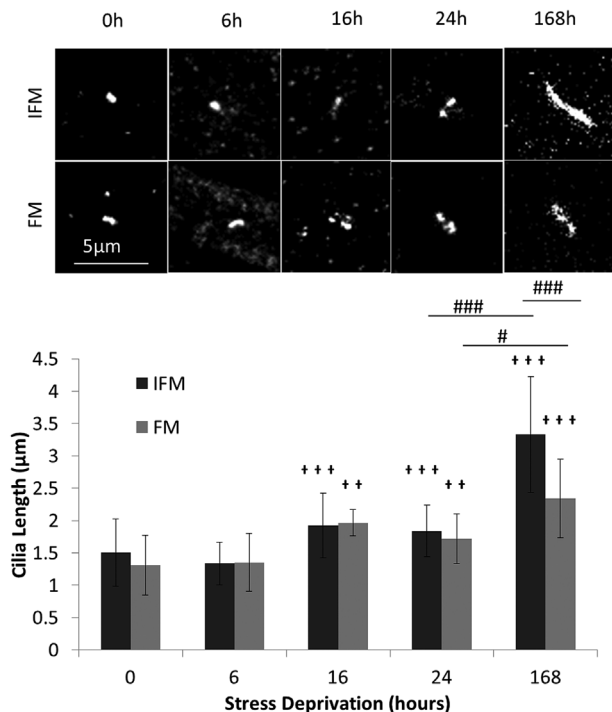 0h 6h 16h 24h 168h
IFM
FM
5µm
###
###
#
4.5
4
3.5
3
2.5
2
1.5
1
0.5
0
Cilia Length (µm)
IFM
FM
+++ ++ +++ ++ +++ +++
0 6 16 24 168
Stress Deprivation (hours)